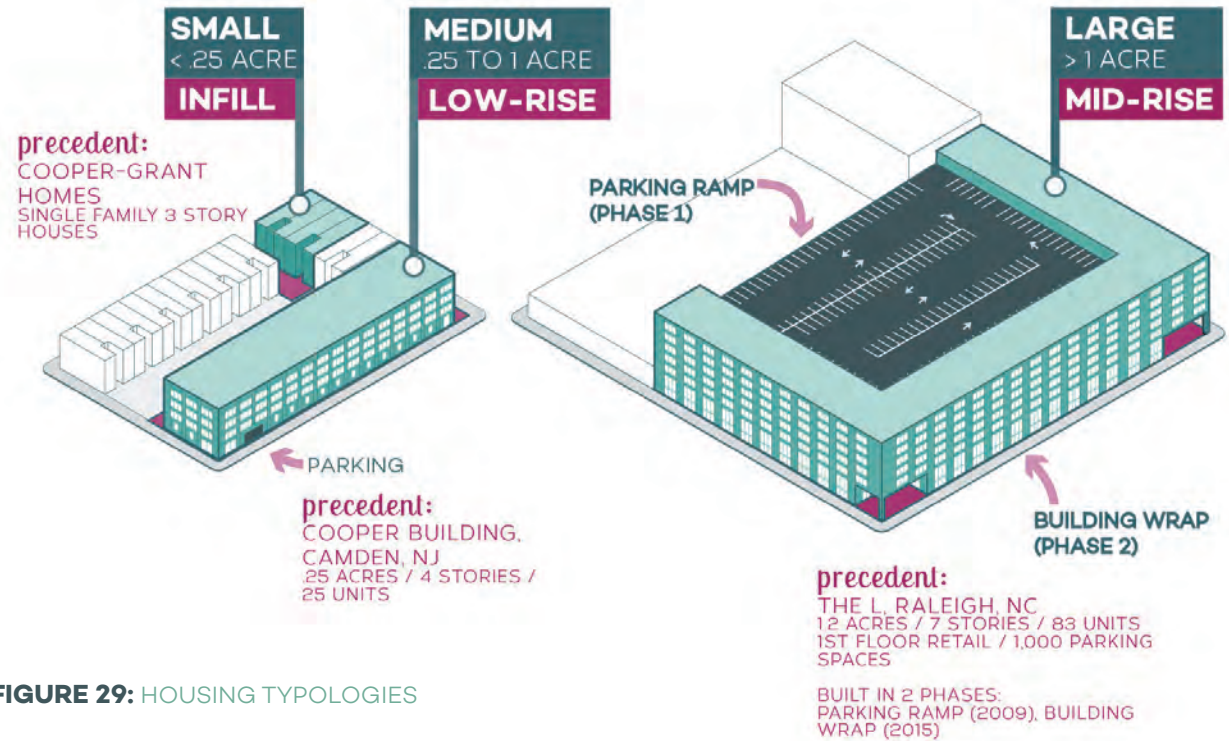 SMALL
< .25 ACRE
INFILL
precedent:
COOPER-GRANT
HOMES
SINGLE FAMILY 3 STORY
HOUSES
MEDIUM
.25 TO 1 ACRE
LOW-RISE
PARKING
precedent:
COOPER BUILDING,
CAMDEN, NJ
.25 ACRES / 4 STORIES /
25 UNITS
LARGE
> 1 ACRE
MID-RISE
PARKING RAMP
(PHASE 1)
BUILDING WRAP
(PHASE 2)
precedent:
THE L, RALEIGH, NC
1.2 ACRES / 7 STORIES / 83 UNITS
1ST FLOOR RETAIL / 1,000 PARKING
SPACES
BUILT IN 2 PHASES:
PARKING RAMP (2009), BUILDING
WRAP (2015)
FIGURE 29: HOUSING TYPOLOGIES